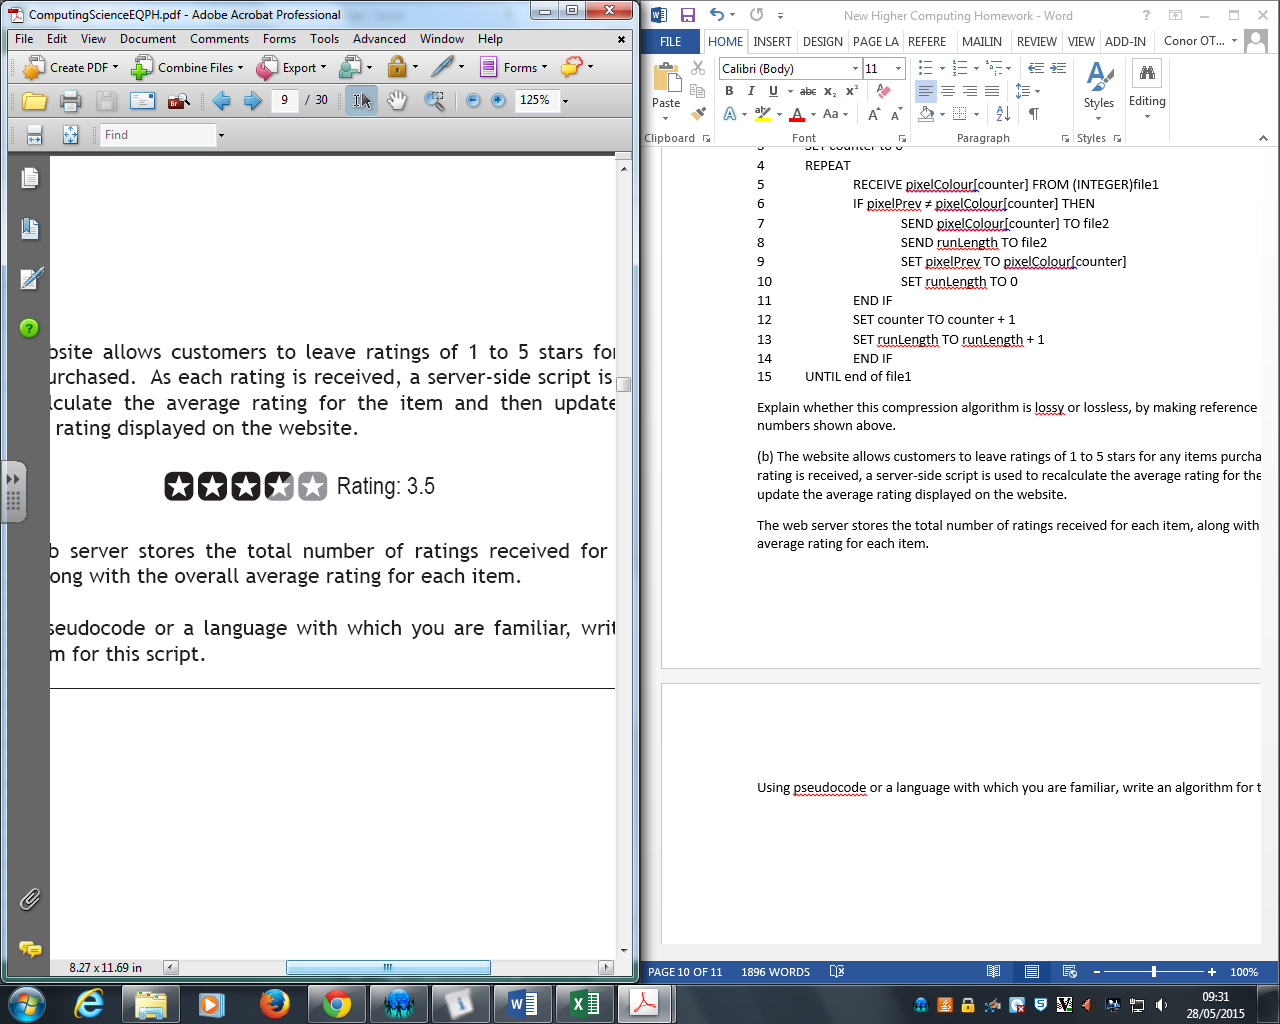 ComputingScienceEQPH.pdf - Adobe Acrobat Professional
File Edit View Document Comments Forms Tools Advanced Window Help
Create PDF Combine Files Export Forms
9 / 30 125%
Find
bsite allows customers to leave ratings of 1 to 5 stars for
urchased. As each rating is received, a server-side script is
lculate the average rating for the item and then update
rating displayed on the website.
Rating: 3.5
b server stores the total number of ratings received for
ong with the overall average rating for each item.
seudocode or a language with which you are familiar, writ
m for this script.
8.27 x 11.69 in
New Higher Computing Homework - Word
FILE HOME INSERT DESIGN PAGE LA REFERE MAILIN REVIEW VIEW ADD-IN Conor OT...
Calibri (Body) 11
Paste
B I U abc x₂ x²
Styles Editing
Clipboard Font Paragraph Styles
3 SET counter to 0
4 REPEAT
5 RECEIVE pixelColour[counter] FROM (INTEGER)file1
6 IF pixelPrev ≠ pixelColour[counter] THEN
7 SEND pixelColour[counter] TO file2
8 SEND runLength TO file2
9 SET pixelPrev TO pixelColour[counter]
10 SET runLength TO 0
11 END IF
12 SET counter TO counter + 1
13 SET runLength TO runLength + 1
14 END IF
15 UNTIL end of file1
Explain whether this compression algorithm is lossy or lossless, by making reference
numbers shown above.
(b) The website allows customers to leave ratings of 1 to 5 stars for any items purcha
rating is received, a server-side script is used to recalculate the average rating for the
update the average rating displayed on the website.
The web server stores the total number of ratings received for each item, along with
average rating for each item.
Using pseudocode or a language with which you are familiar, write an algorithm for t
PAGE 10 OF 11 1896 WORDS 100%
09:31
28/05/2015